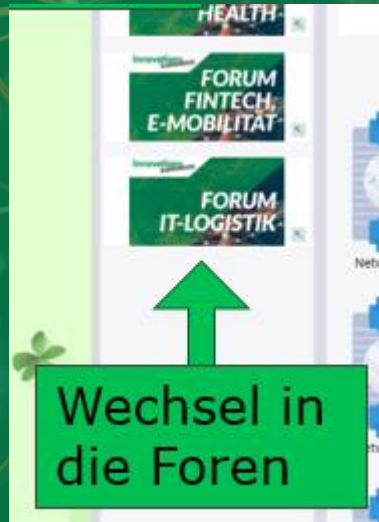 HEALTH
FORUM
FINTECH,
E-MOBILITÄT
FORUM
IT-LOGISTIK
Wechsel in
die Foren